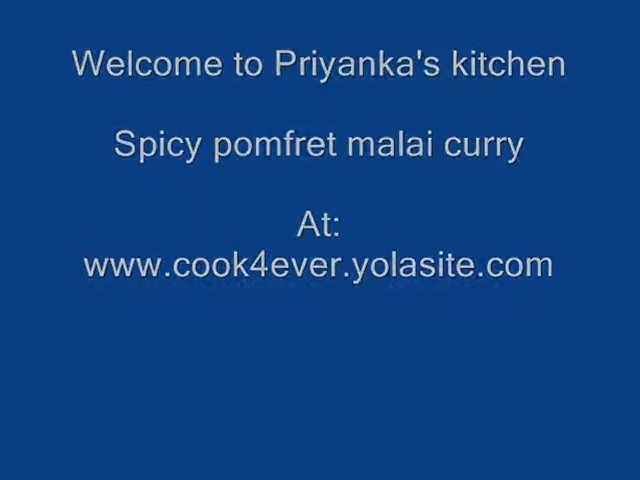 Welcome to Priyanka's kitchen
Spicy pomfret malai curry
At:
www.cook4ever.yolasite.com